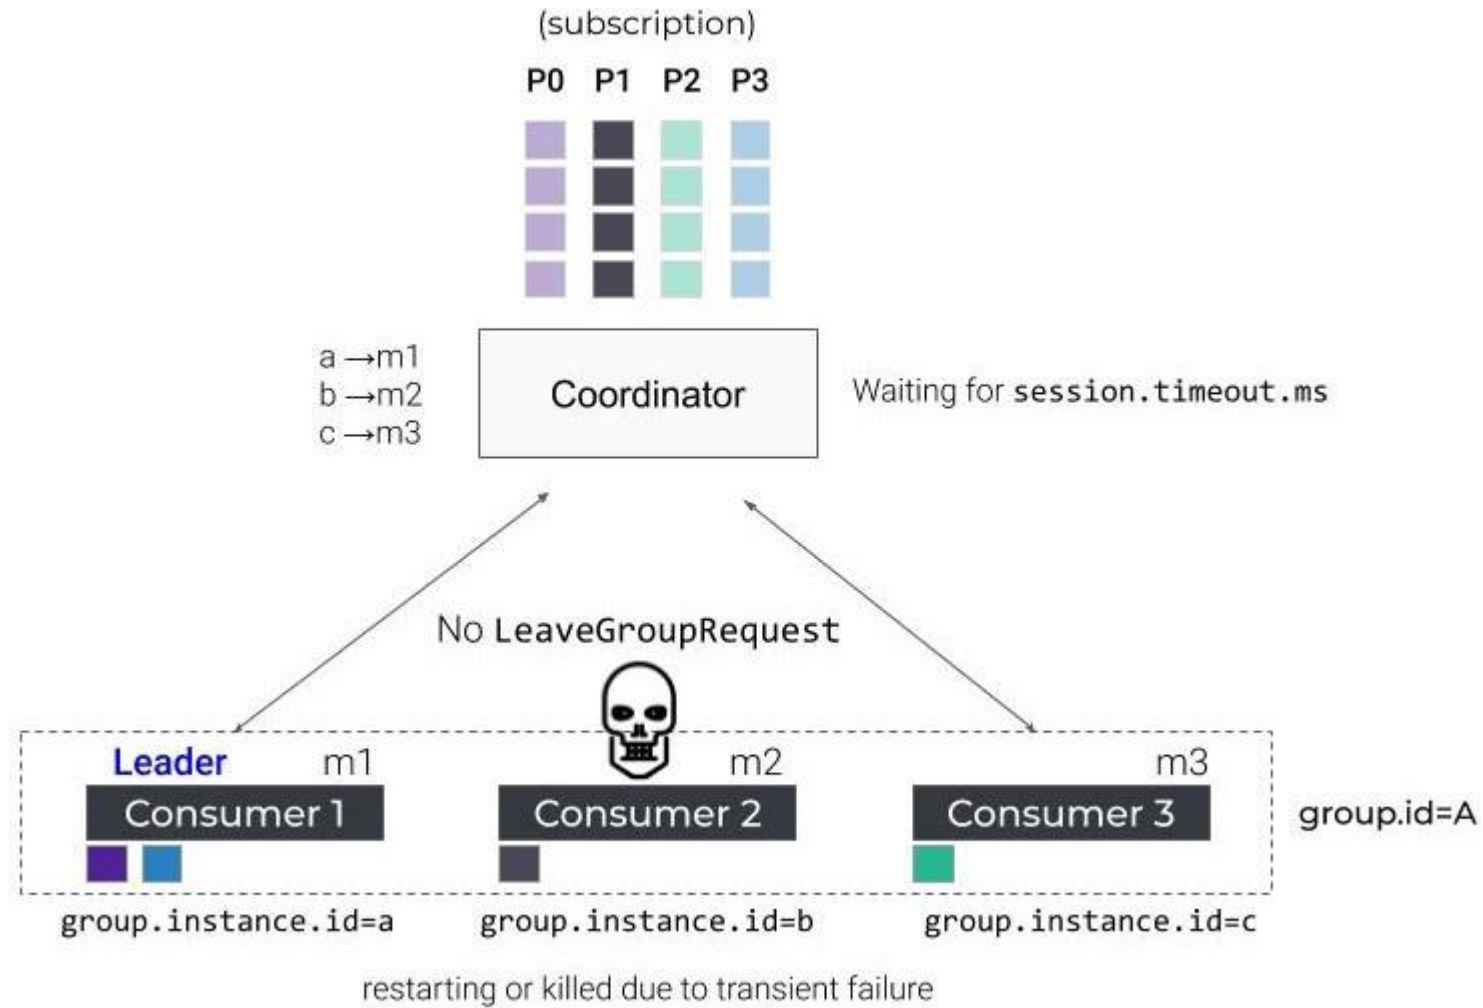 (subscription)
P0 P1 P2 P3
a →m1
b →m2
c →m3
Coordinator
Waiting for session.timeout.ms
No LeaveGroupRequest
Leader m1 m2 m3
Consumer 1 Consumer 2 Consumer 3
group.id=A
group.instance.id=a group.instance.id=b group.instance.id=c
restarting or killed due to transient failure